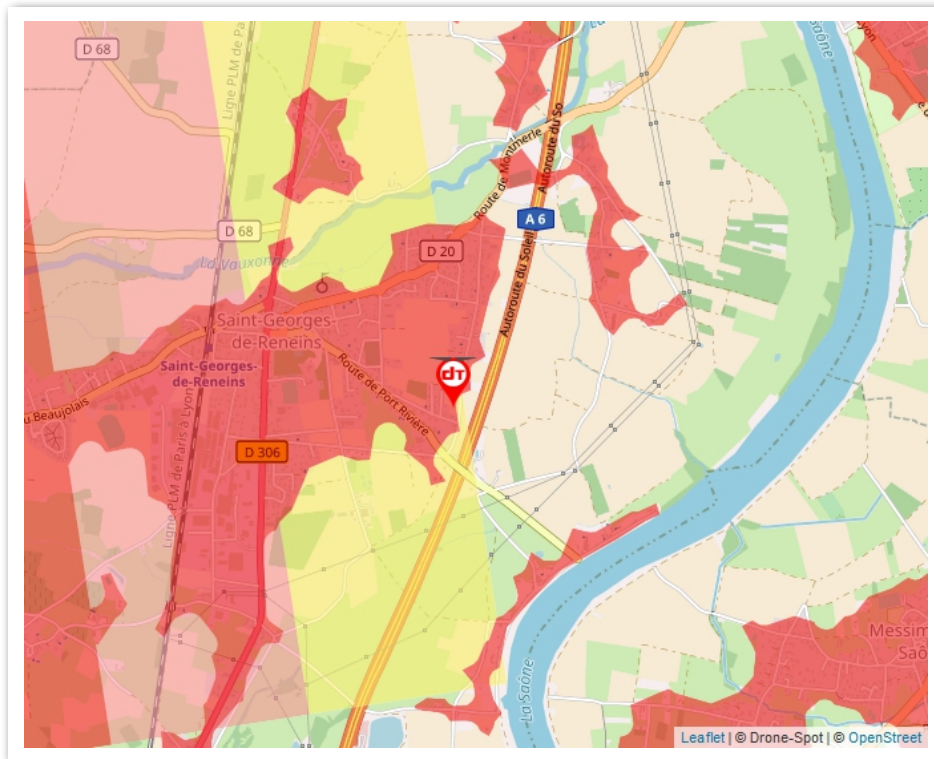 D 68
Ligne PLM de Pa
La
Saône
Lyon
Autoroute du So
Route de Montmerle
A 6
D 68
D 20
La Vauxonne
Autoroute du Soleil
Saint-Georges-
de-Reneins
Saint-Georges-
de-Reneins
dT
Route de Port Rivière
u Beaujolais
D 306
Ligne PLM de Paris à Lyon
Messim
Saô
La Saône
Leaflet | © Drone-Spot | © OpenStreet